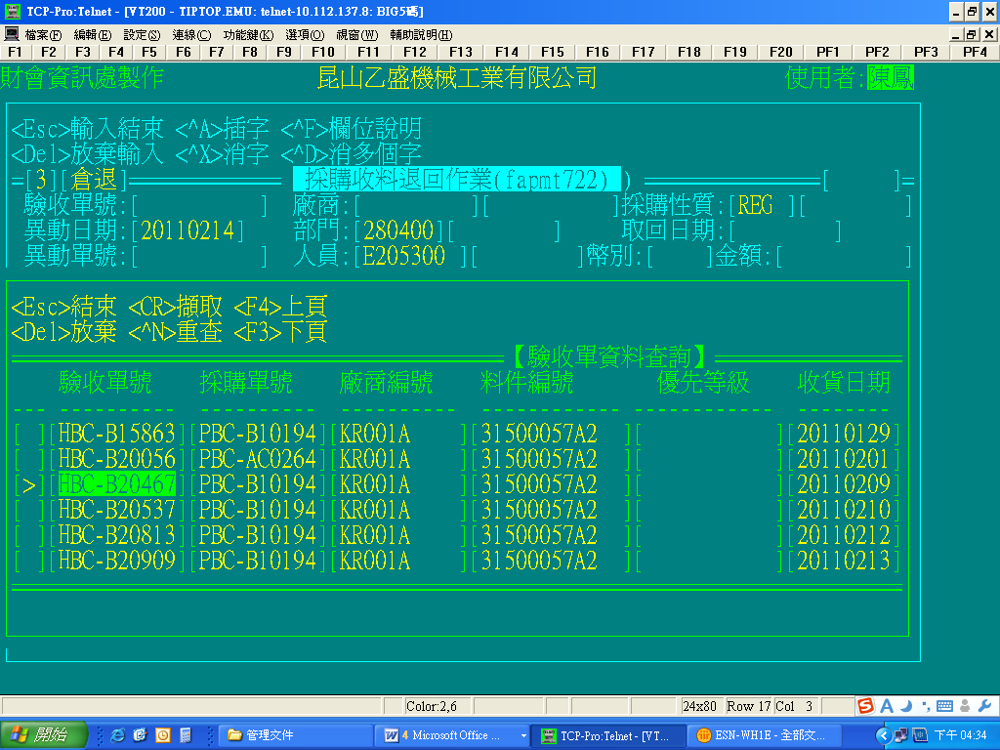 TCP-Pro:Telnet - [VT200 - TIPTOP.EMU: telnet-10.112.137.8: BIG5碼]
檔案(F) 編輯(E) 設定(S) 連線(C) 功能鍵(K) 選項(O) 視窗(W) 輔助說明(H)
F1 F2 F3 F4 F5 F6 F7 F8 F9 F10 F11 F12 F13 F14 F15 F16 F17 F18 F19 F20 PF1 PF2 PF3 PF4
財會資訊處製作 昆山乙盛機械工業有限公司 使用者:陳鳳
<Esc>輸入結束 <^A>插字 <^F>欄位說明
<Del>放棄輸入 <^X>消字 <^D>消多個字
=[3][倉退]══════ 採購收料退回作業(fapmt722) ) ══════[ ]=
驗收單號:[ ] 廠商:[ ][ ]採購性質:[REG ][ ]
異動日期:[20110214] 部門:[280400][ ] 取回日期:[ ]
異動單號:[ ] 人員:[E205300 ][ ]幣別:[ ]金額:[ ]
<Esc>結束 <CR>擷取 <F4>上頁
<Del>放棄 <^N>重查 <F3>下頁
【驗收單資料查詢】
驗收單號 採購單號 廠商編號 料件編號 優先等級 收貨日期
[ ][HBC-B15863][PBC-B10194][KR001A ][31500057A2 ][ ][20110129]
[ ][HBC-B20056][PBC-AC0264][KR001A ][31500057A2 ][ ][20110201]
[>][HBC-B20467][PBC-B10194][KR001A ][31500057A2 ][ ][20110209]
[ ][HBC-B20537][PBC-B10194][KR001A ][31500057A2 ][ ][20110210]
[ ][HBC-B20813][PBC-B10194][KR001A ][31500057A2 ][ ][20110212]
[ ][HBC-B20909][PBC-B10194][KR001A ][31500057A2 ][ ][20110213]
Color:2,6 24x80 Row 17 Col 3
開始 管理文件 4 Microsoft Office ... TCP-Pro:Telnet - [VT... ESN-WH1E - 全部文... 下午 04:34